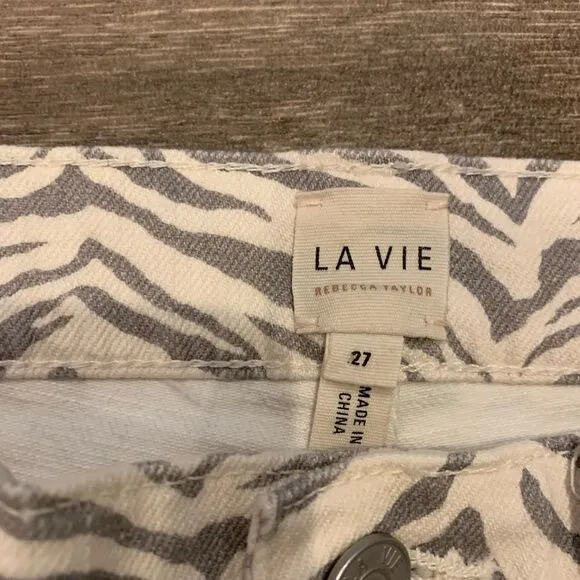 LA VIE
REBECCA TAYLOR
27
MADE IN
CHINA